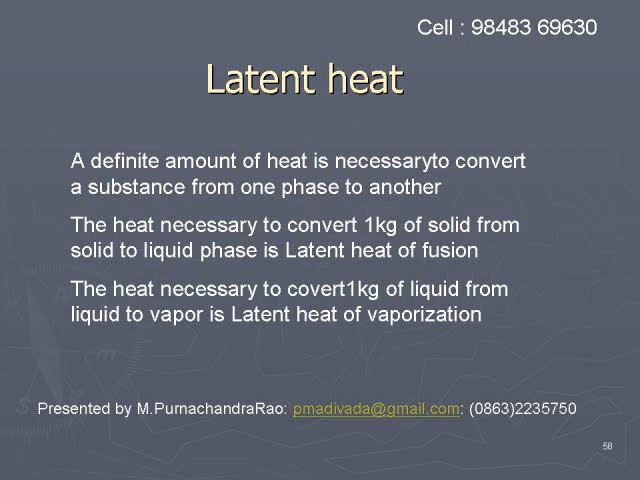 Cell : 98483 69630
Latent heat
A definite amount of heat is necessaryto convert
a substance from one phase to another
The heat necessary to convert 1kg of solid from
solid to liquid phase is Latent heat of fusion
The heat necessary to covert1kg of liquid from
liquid to vapor is Latent heat of vaporization
Presented by M.PurnachandraRao: pmadivada@gmail.com: (0863)2235750
58